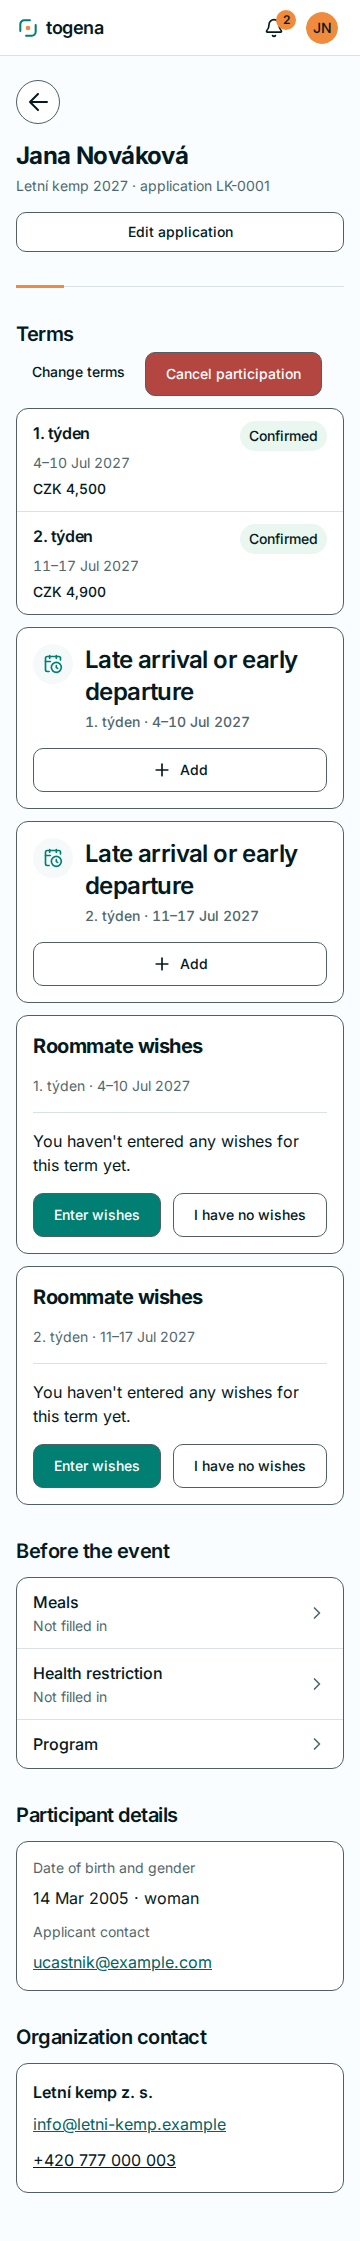 togena
2
JN
Jana Nováková
Letní kemp 2027 · application LK-0001
Edit application
Terms
Change terms
Cancel participation
1. týden
Confirmed
4–10 Jul 2027
CZK 4,500
2. týden
Confirmed
11–17 Jul 2027
CZK 4,900
Late arrival or early
departure
1. týden · 4–10 Jul 2027
Add
Late arrival or early
departure
2. týden · 11–17 Jul 2027
Add
Roommate wishes
1. týden · 4–10 Jul 2027
You haven't entered any wishes for
this term yet.
Enter wishes
I have no wishes
Roommate wishes
2. týden · 11–17 Jul 2027
You haven't entered any wishes for
this term yet.
Enter wishes
I have no wishes
Before the event
Meals
Not filled in
Health restriction
Not filled in
Program
Participant details
Date of birth and gender
14 Mar 2005 · woman
Applicant contact
ucastnik@example.com
Organization contact
Letní kemp z. s.
info@letni-kemp.example
+420 777 000 003